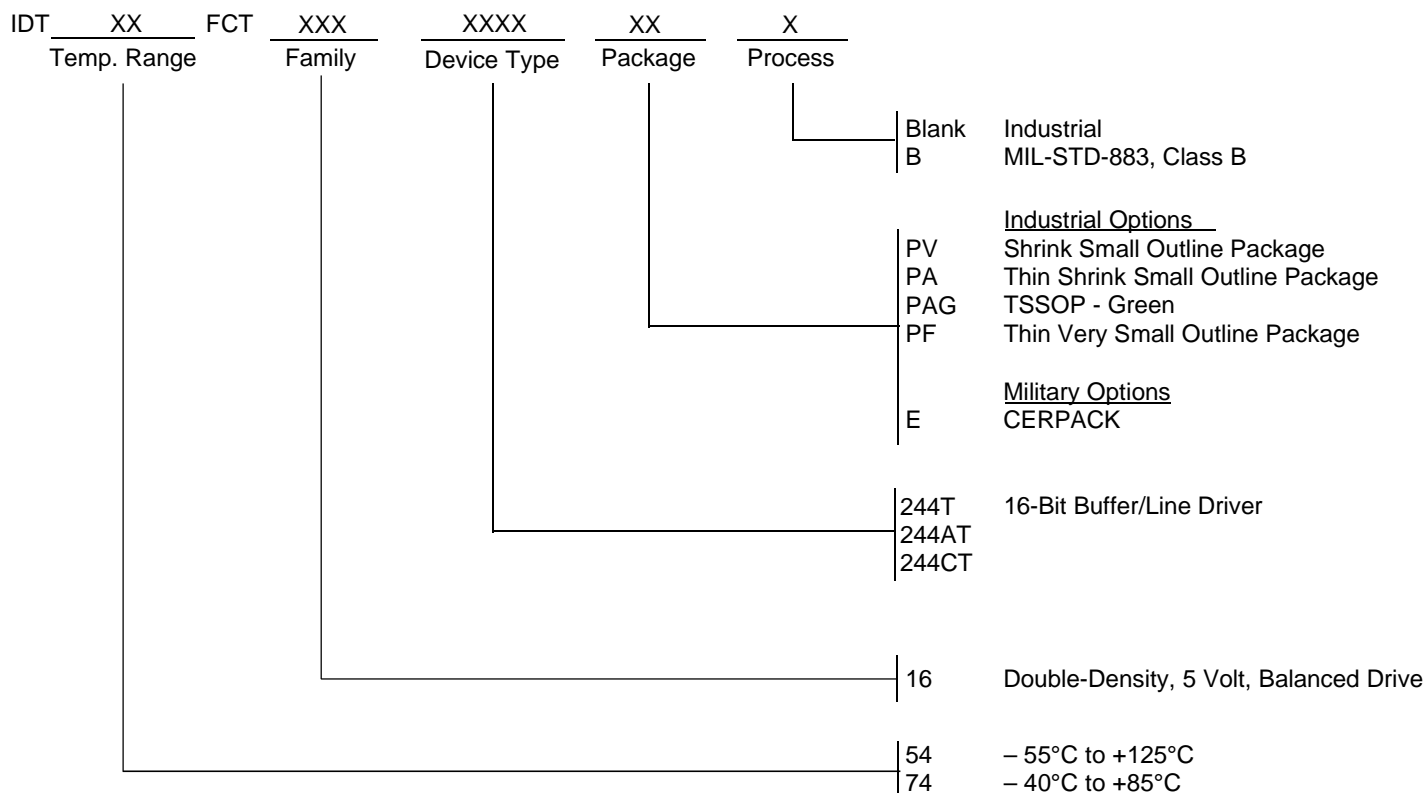 IDT XX FCT XXX XXXX XX X
Temp. Range Family Device Type Package Process
Blank Industrial
B MIL-STD-883, Class B
Industrial Options
PV Shrink Small Outline Package
PA Thin Shrink Small Outline Package
PAG TSSOP - Green
PF Thin Very Small Outline Package
Military Options
E CERPACK
244T 16-Bit Buffer/Line Driver
244AT
244CT
16 Double-Density, 5 Volt, Balanced Drive
54 – 55°C to +125°C
74 – 40°C to +85°C